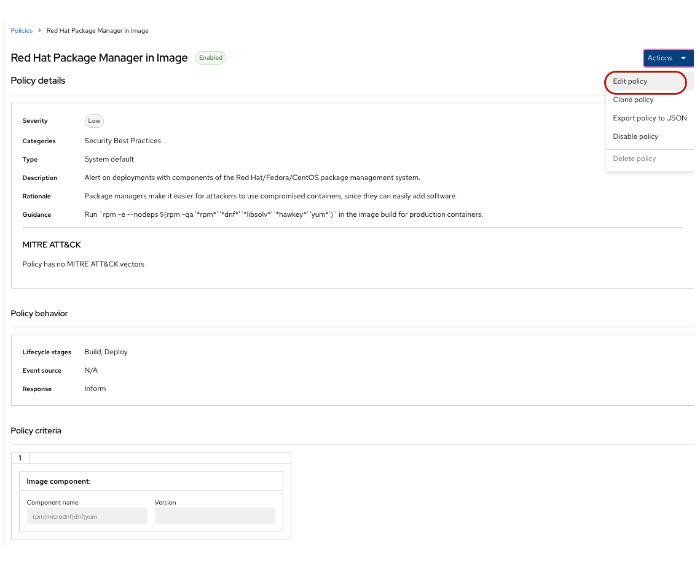 Policies > Red Hat Package Manager in Image
Red Hat Package Manager in Image Enabled
Actions
Edit policy
Clone policy
Export policy to JSON
Disable policy
Delete policy
Policy details
Severity Low
Categories Security Best Practices
Type System default
Description Alert on deployments with components of the Red Hat/Fedora/CentOS package management system.
Rationale Package managers make it easier for attackers to use compromised containers, since they can easily add software.
Guidance Run `rpm -e --nodeps $(rpm -qa '*rpm*' '*dnf*' '*libsolv*' '*hawkey*' 'yum*')` in the image build for production containers.
MITRE ATT&CK
Policy has no MITRE ATT&CK vectors
Policy behavior
Lifecycle stages Build, Deploy
Event source N/A
Response Inform
Policy criteria
1
Image component:
Component name Version
rpm|microdnf|dnf|yum